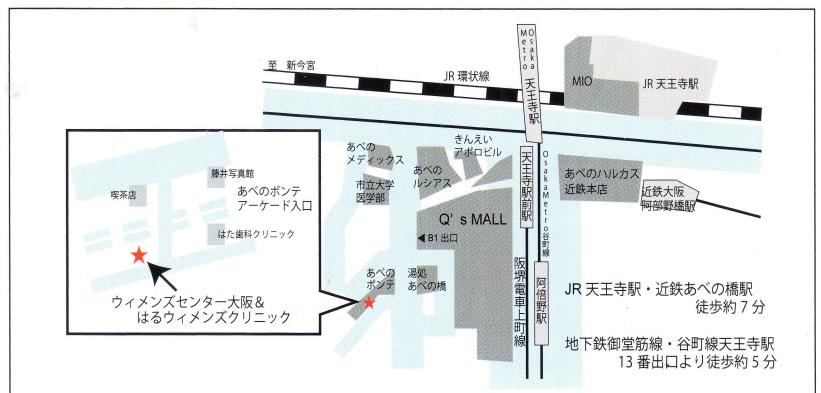 Osaka
Metro
天王寺駅
至 新今宮
JR 環状線
MIO
JR 天王寺駅
あべの
メディックス
きんえい
アポロビル
あべの
ルシアス
市立大学
医学部
天王寺駅前駅
OsakaMetro谷町線
あべのハルカス
近鉄本店
近鉄大阪
阿部野橋駅
Q's MALL
◀ B1 出口
藤井写真館
喫茶店
あべのポンテ
アーケード入口
はた歯科クリニック
ウィメンズセンター大阪&
はるウィメンズクリニック
あべの
ポンテ
湯処
あべの橋
阪堺電車上町線
阿倍野駅
JR 天王寺駅・近鉄あべの橋駅
徒歩約 7 分
地下鉄御堂筋線・谷町線天王寺駅
13 番出口より徒歩約 5 分